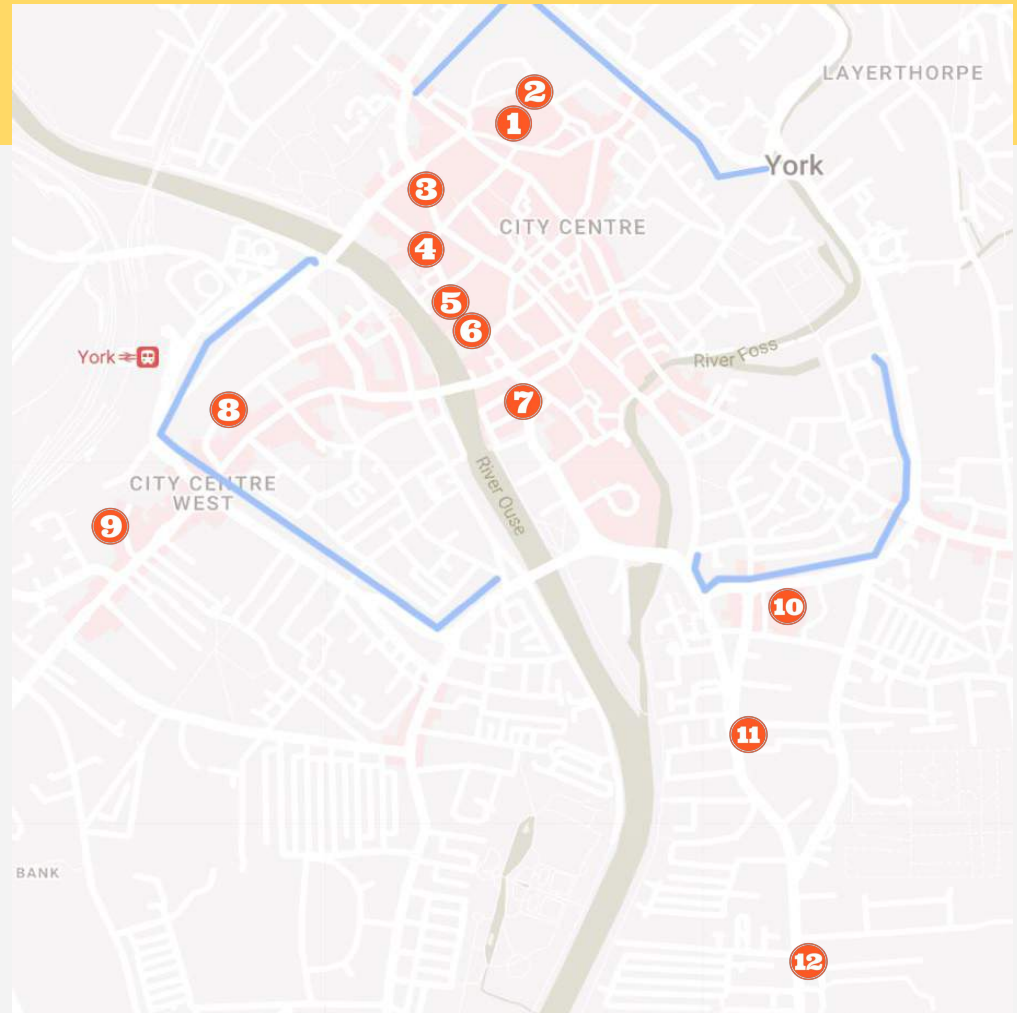 LAYERTHORPE
2
1
York
3
CITY CENTRE
4
5
6
River Foss
York
7
8
River Ouse
CITY CENTRE
WEST
9
10
11
BANK
12